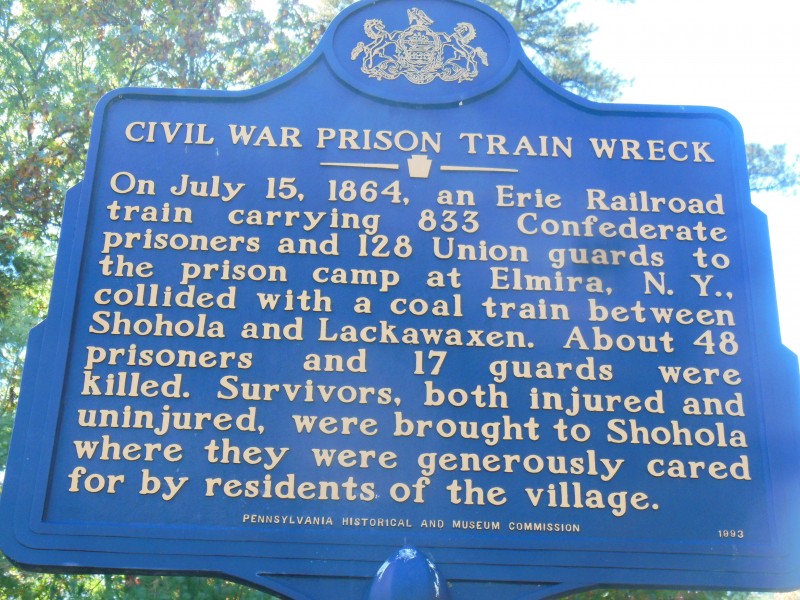 CIVIL WAR PRISON TRAIN WRECK
On July 15, 1864, an Erie Railroad
train carrying 833 Confederate
prisoners and 128 Union guards to
the prison camp at Elmira, N. Y.,
collided with a coal train between
Shohola and Lackawaxen. About 48
prisoners and 17 guards were
killed. Survivors, both injured and
uninjured, were brought to Shohola
where they were generously cared
for by residents of the village.
PENNSYLVANIA HISTORICAL AND MUSEUM COMMISSION 1993